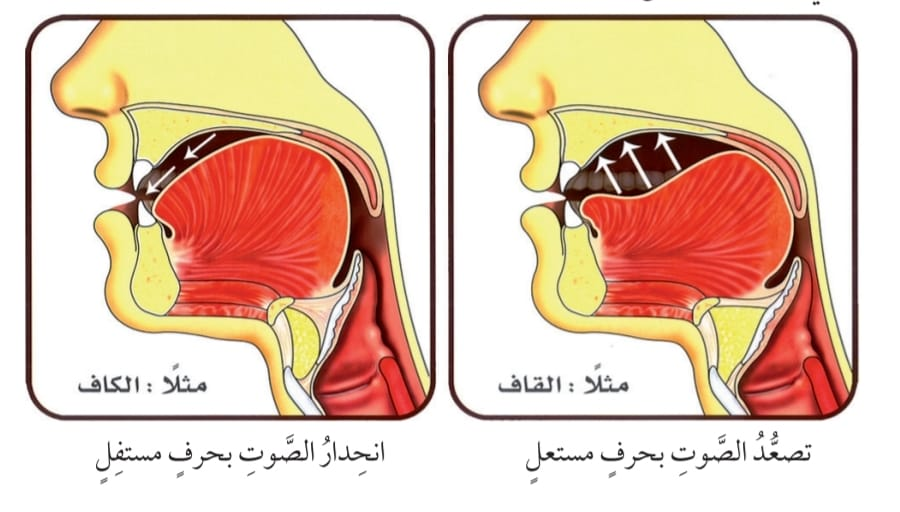 مثلًا : القاف
مثلًا : الكاف
تصعُّدُ الصَّوتِ بحرفٍ مستعلٍ
انحِدارُ الصَّوتِ بحرفٍ مستفِلٍ